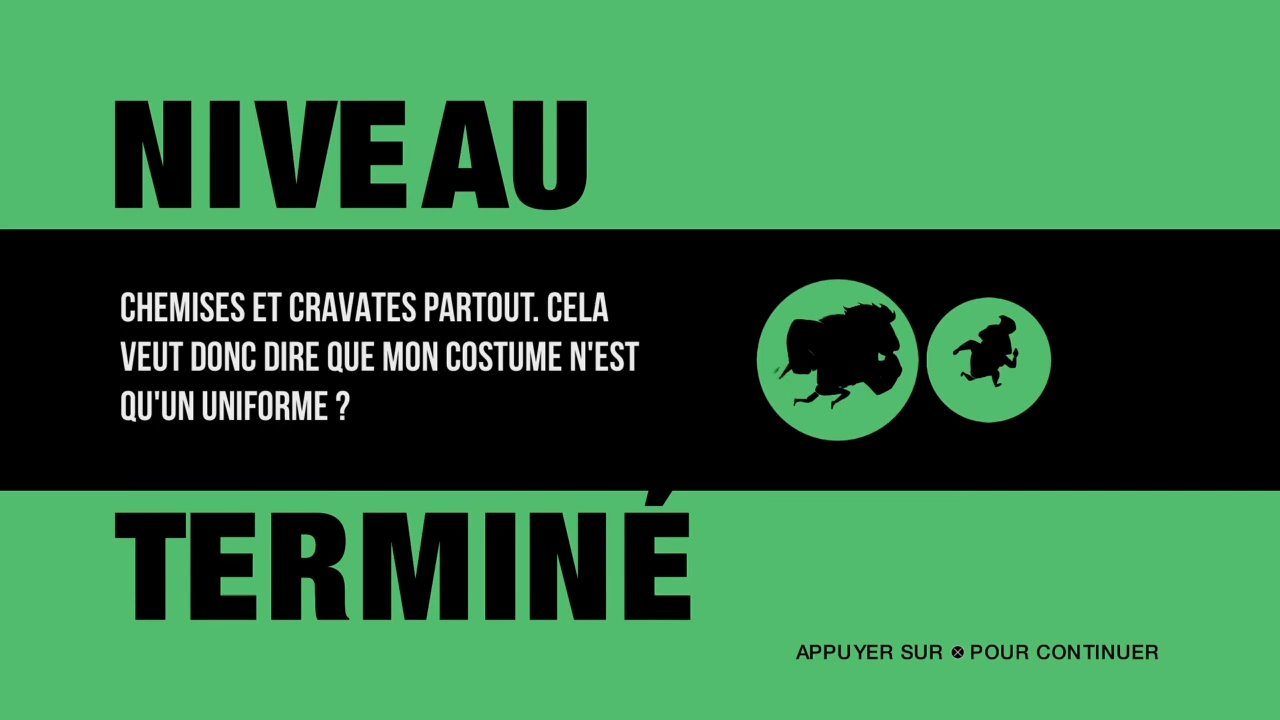 NIVEAU
CHEMISES ET CRAVATES PARTOUT. CELA
VEUT DONC DIRE QUE MON COSTUME N'EST
QU'UN UNIFORME ?
TERMINÉ
APPUYER SUR ⊗ POUR CONTINUER